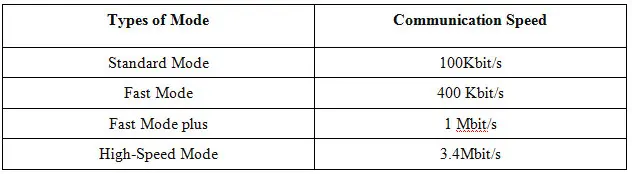 Types of Mode Communication Speed
Standard Mode 100Kbit/s
Fast Mode 400 Kbit/s
Fast Mode plus 1 Mbit/s
High-Speed Mode 3.4Mbit/s